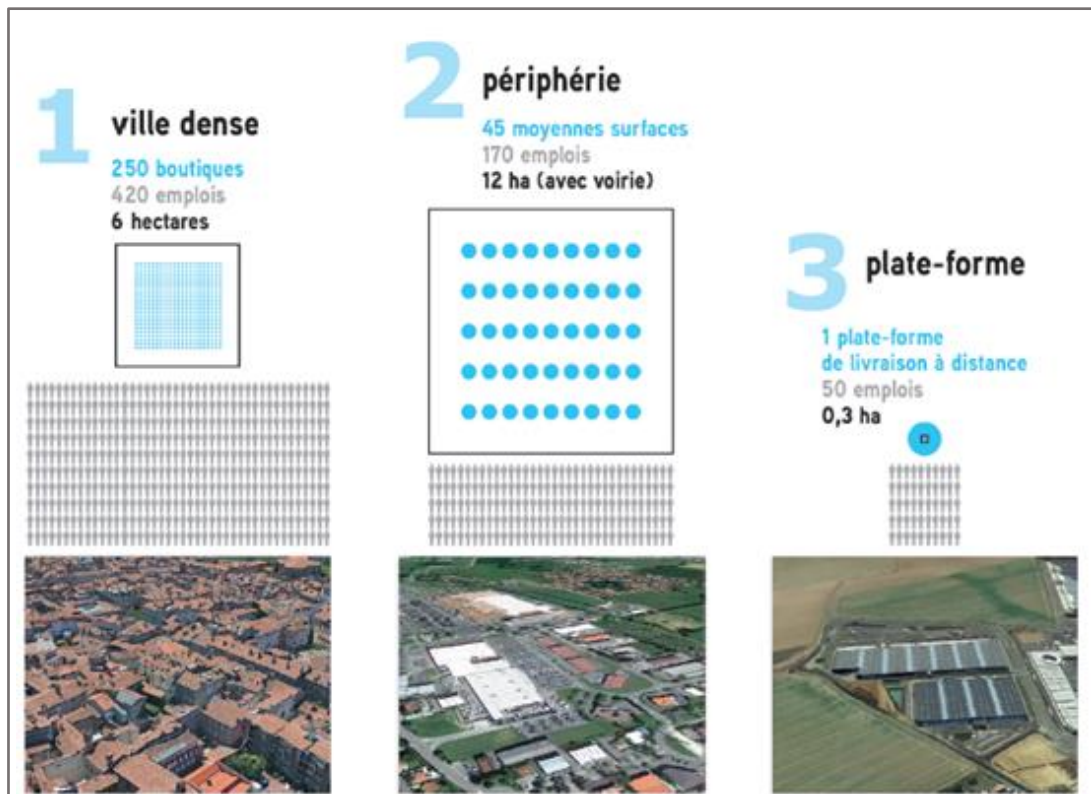 1
ville dense
250 boutiques
420 emplois
6 hectares
2
périphérie
45 moyennes surfaces
170 emplois
12 ha (avec voirie)
3
plate-forme
1 plate-forme
de livraison à distance
50 emplois
0,3 ha